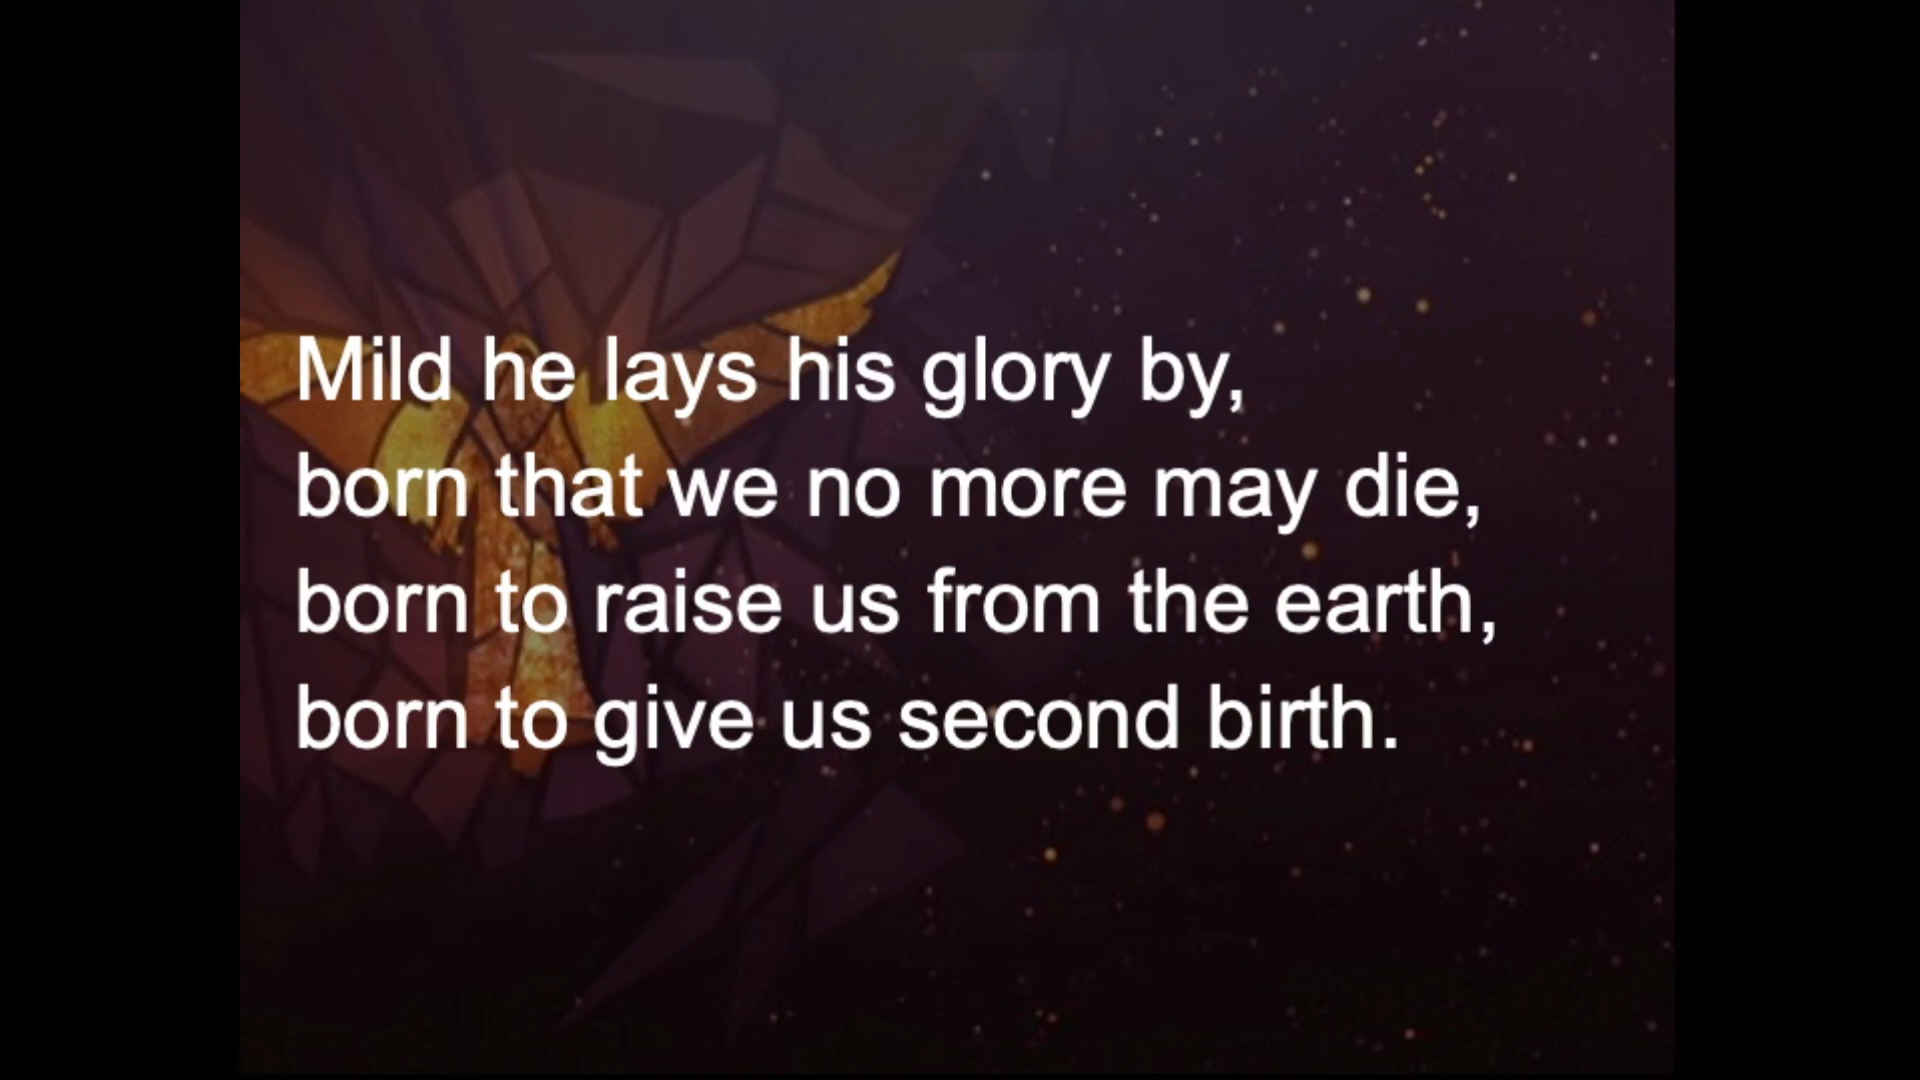 Mild he lays his glory by,
born that we no more may die,
born to raise us from the earth,
born to give us second birth.